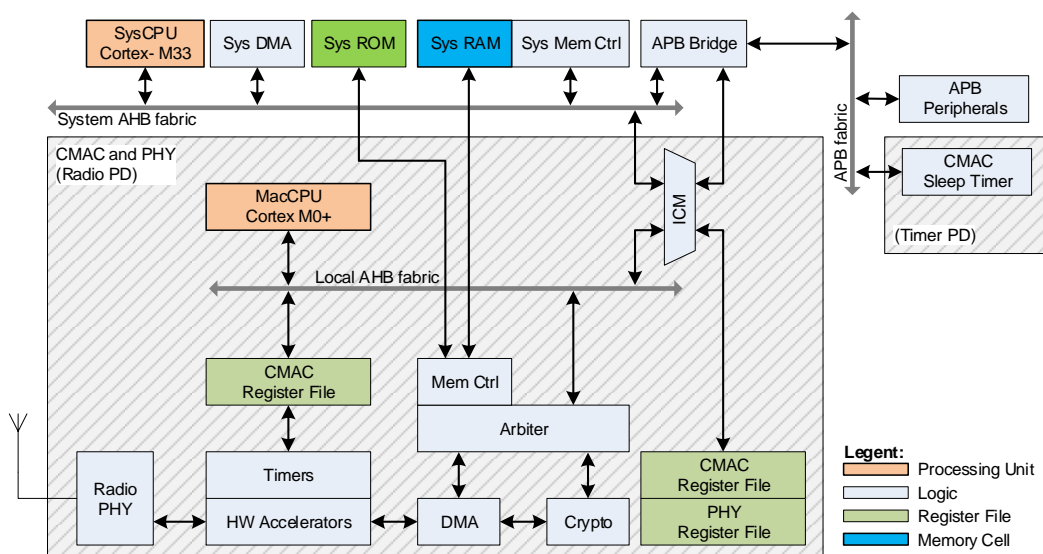 SysCPU
Cortex- M33
Sys DMA
Sys ROM
Sys RAM
Sys Mem Ctrl
APB Bridge
System AHB fabric
APB fabric
APB
Peripherals
CMAC
Sleep Timer
(Timer PD)
CMAC and PHY
(Radio PD)
MacCPU
Cortex M0+
ICM
Local AHB fabric
CMAC
Register File
Mem Ctrl
Arbiter
Timers
HW Accelerators
Radio
PHY
DMA
Crypto
CMAC
Register File
PHY
Register File
Legent:
Processing Unit
Logic
Register File
Memory Cell